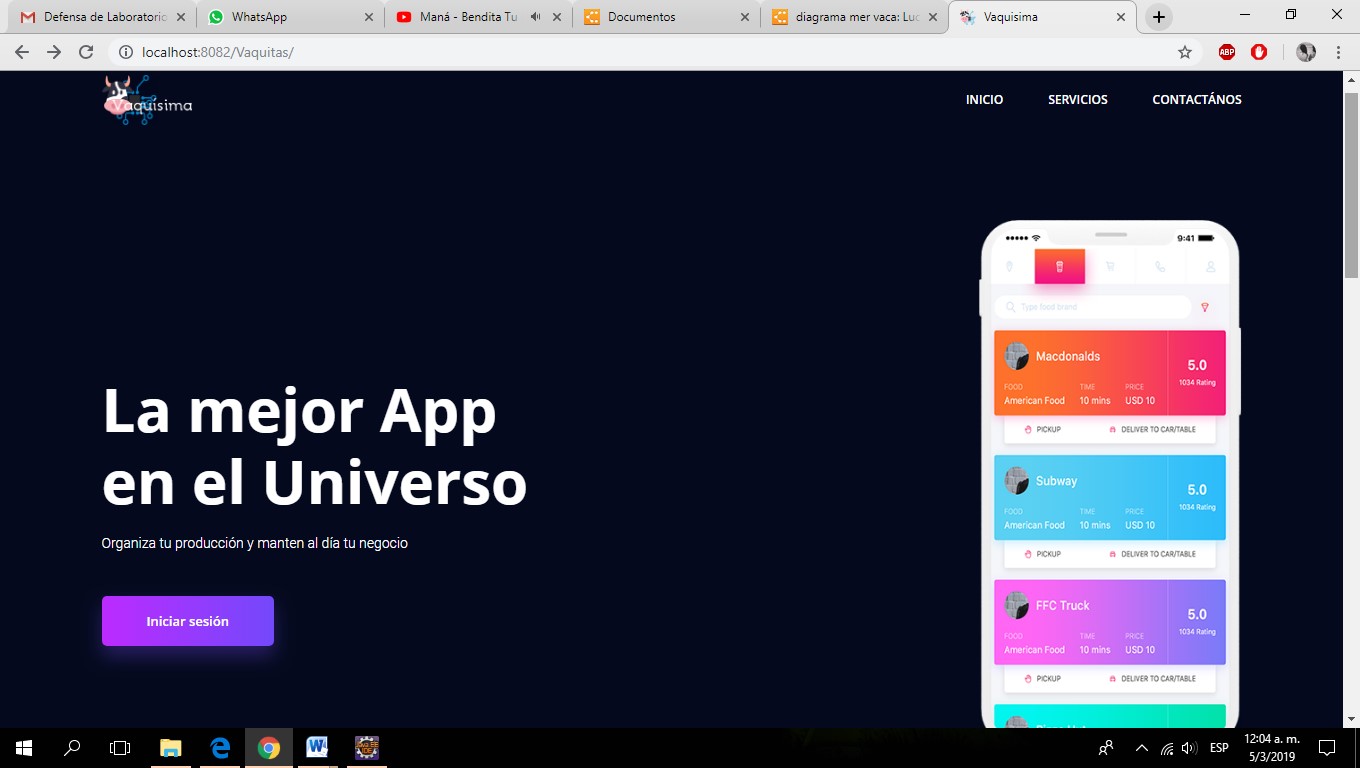 Defensa de Laboratorio
WhatsApp
Maná - Bendita Tu
Documentos
diagrama mer vaca: Luc
Vaquisima
localhost:8082/Vaquitas/
ABP
Vaquisima
INICIO
SERVICIOS
CONTACTÁNOS
La mejor App
en el Universo
Organiza tu producción y manten al día tu negocio
Iniciar sesión
9:41
Type food brand
Macdonalds
5.0
1034 Rating
FOOD TIME PRICE
American Food 10 mins USD 10
PICKUP DELIVER TO CAR/TABLE
Subway
5.0
1034 Rating
FOOD TIME PRICE
American Food 10 mins USD 10
PICKUP DELIVER TO CAR/TABLE
FFC Truck
5.0
1034 Rating
FOOD TIME PRICE
American Food 10 mins USD 10
PICKUP DELIVER TO CAR/TABLE
Java EE
IDE
ESP
12:04 a. m.
5/3/2019